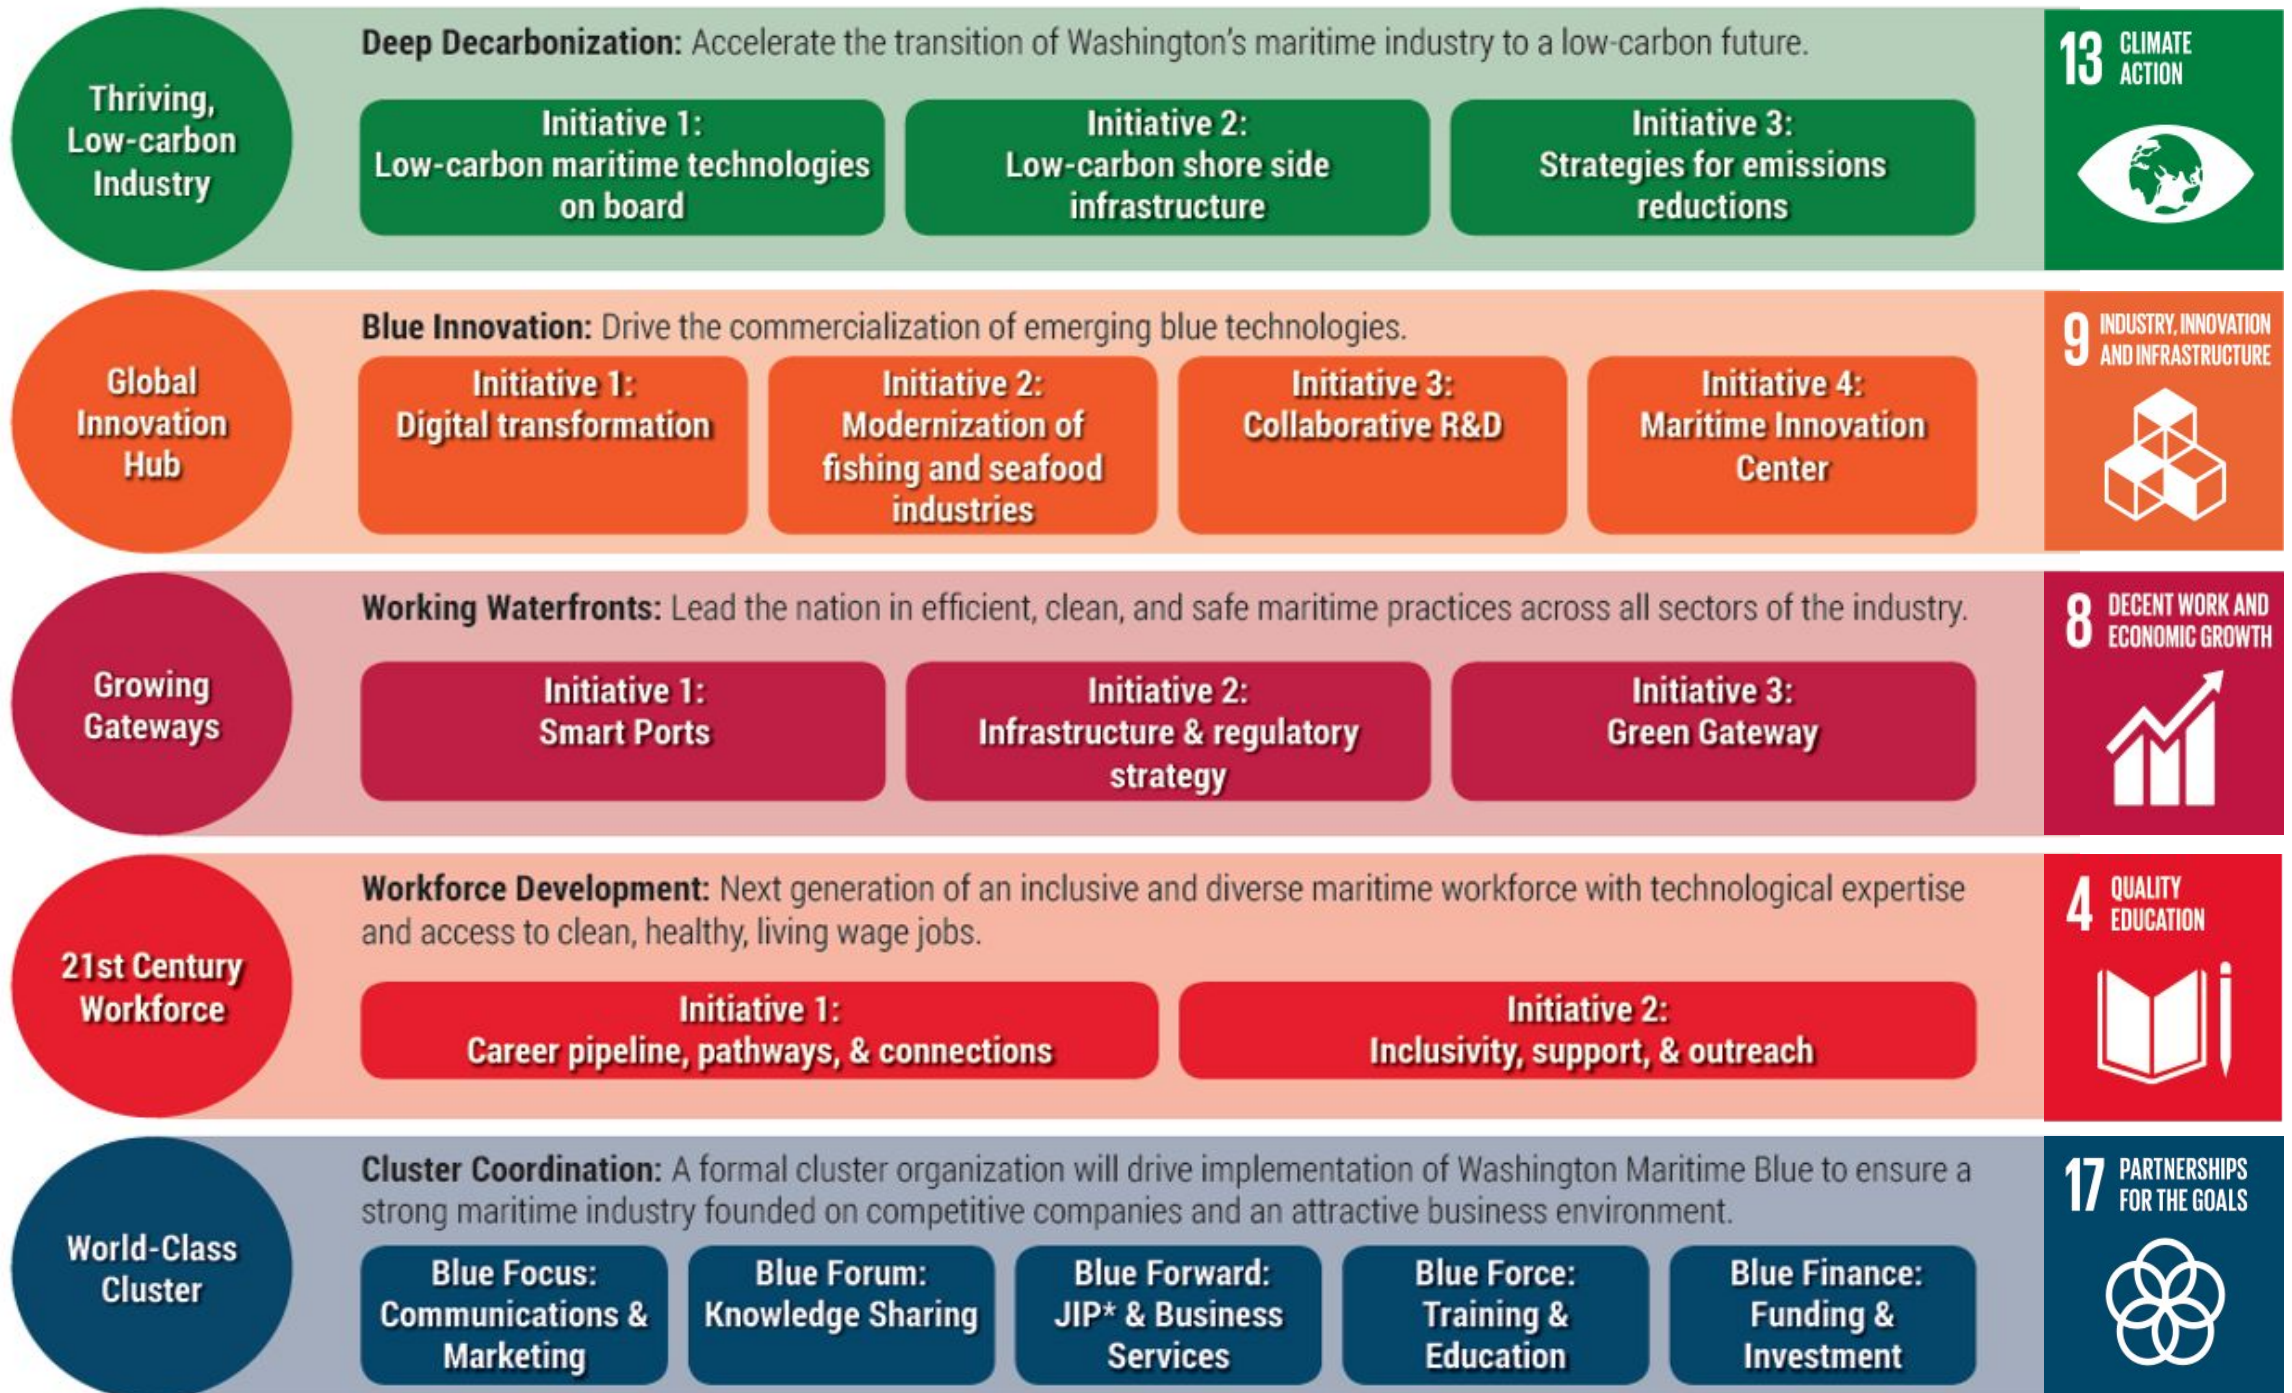 Thriving,
Low-carbon
Industry
Deep Decarbonization: Accelerate the transition of Washington's maritime industry to a low-carbon future.
Initiative 1:
Low-carbon maritime technologies
on board
Initiative 2:
Low-carbon shore side
infrastructure
Initiative 3:
Strategies for emissions
reductions
13 CLIMATE
ACTION
Global
Innovation
Hub
Blue Innovation: Drive the commercialization of emerging blue technologies.
Initiative 1:
Digital transformation
Initiative 2:
Modernization of
fishing and seafood
industries
Initiative 3:
Collaborative R&D
Initiative 4:
Maritime Innovation
Center
9 INDUSTRY, INNOVATION
AND INFRASTRUCTURE
Growing
Gateways
Working Waterfronts: Lead the nation in efficient, clean, and safe maritime practices across all sectors of the industry.
Initiative 1:
Smart Ports
Initiative 2:
Infrastructure & regulatory
strategy
Initiative 3:
Green Gateway
8 DECENT WORK AND
ECONOMIC GROWTH
21st Century
Workforce
Workforce Development: Next generation of an inclusive and diverse maritime workforce with technological expertise
and access to clean, healthy, living wage jobs.
Initiative 1:
Career pipeline, pathways, & connections
Initiative 2:
Inclusivity, support, & outreach
4 QUALITY
EDUCATION
World-Class
Cluster
Cluster Coordination: A formal cluster organization will drive implementation of Washington Maritime Blue to ensure a
strong maritime industry founded on competitive companies and an attractive business environment.
Blue Focus:
Communications &
Marketing
Blue Forum:
Knowledge Sharing
Blue Forward:
JIP* & Business
Services
Blue Force:
Training &
Education
Blue Finance:
Funding &
Investment
17 PARTNERSHIPS
FOR THE GOALS